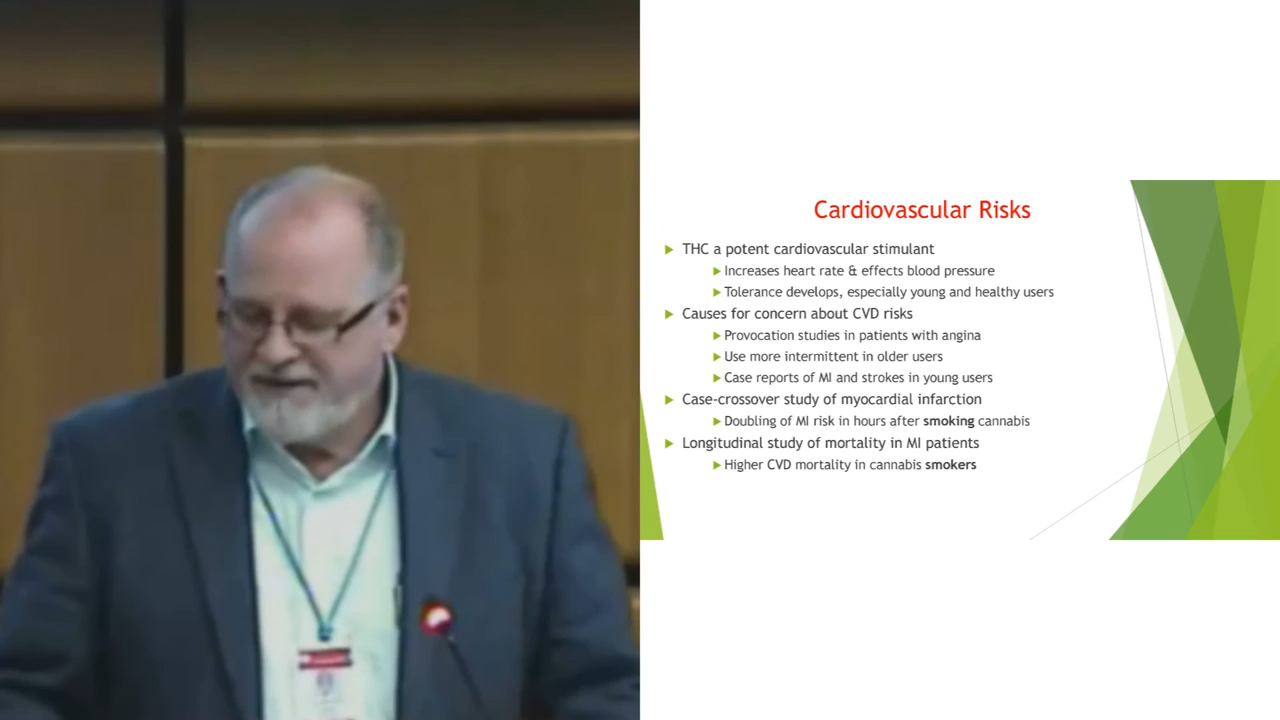 Cardiovascular Risks
THC a potent cardiovascular stimulant
Increases heart rate & effects blood pressure
Tolerance develops, especially young and healthy users
Causes for concern about CVD risks
Provocation studies in patients with angina
Use more intermittent in older users
Case reports of MI and strokes in young users
Case-crossover study of myocardial infarction
Doubling of MI risk in hours after smoking cannabis
Longitudinal study of mortality in MI patients
Higher CVD mortality in cannabis smokers